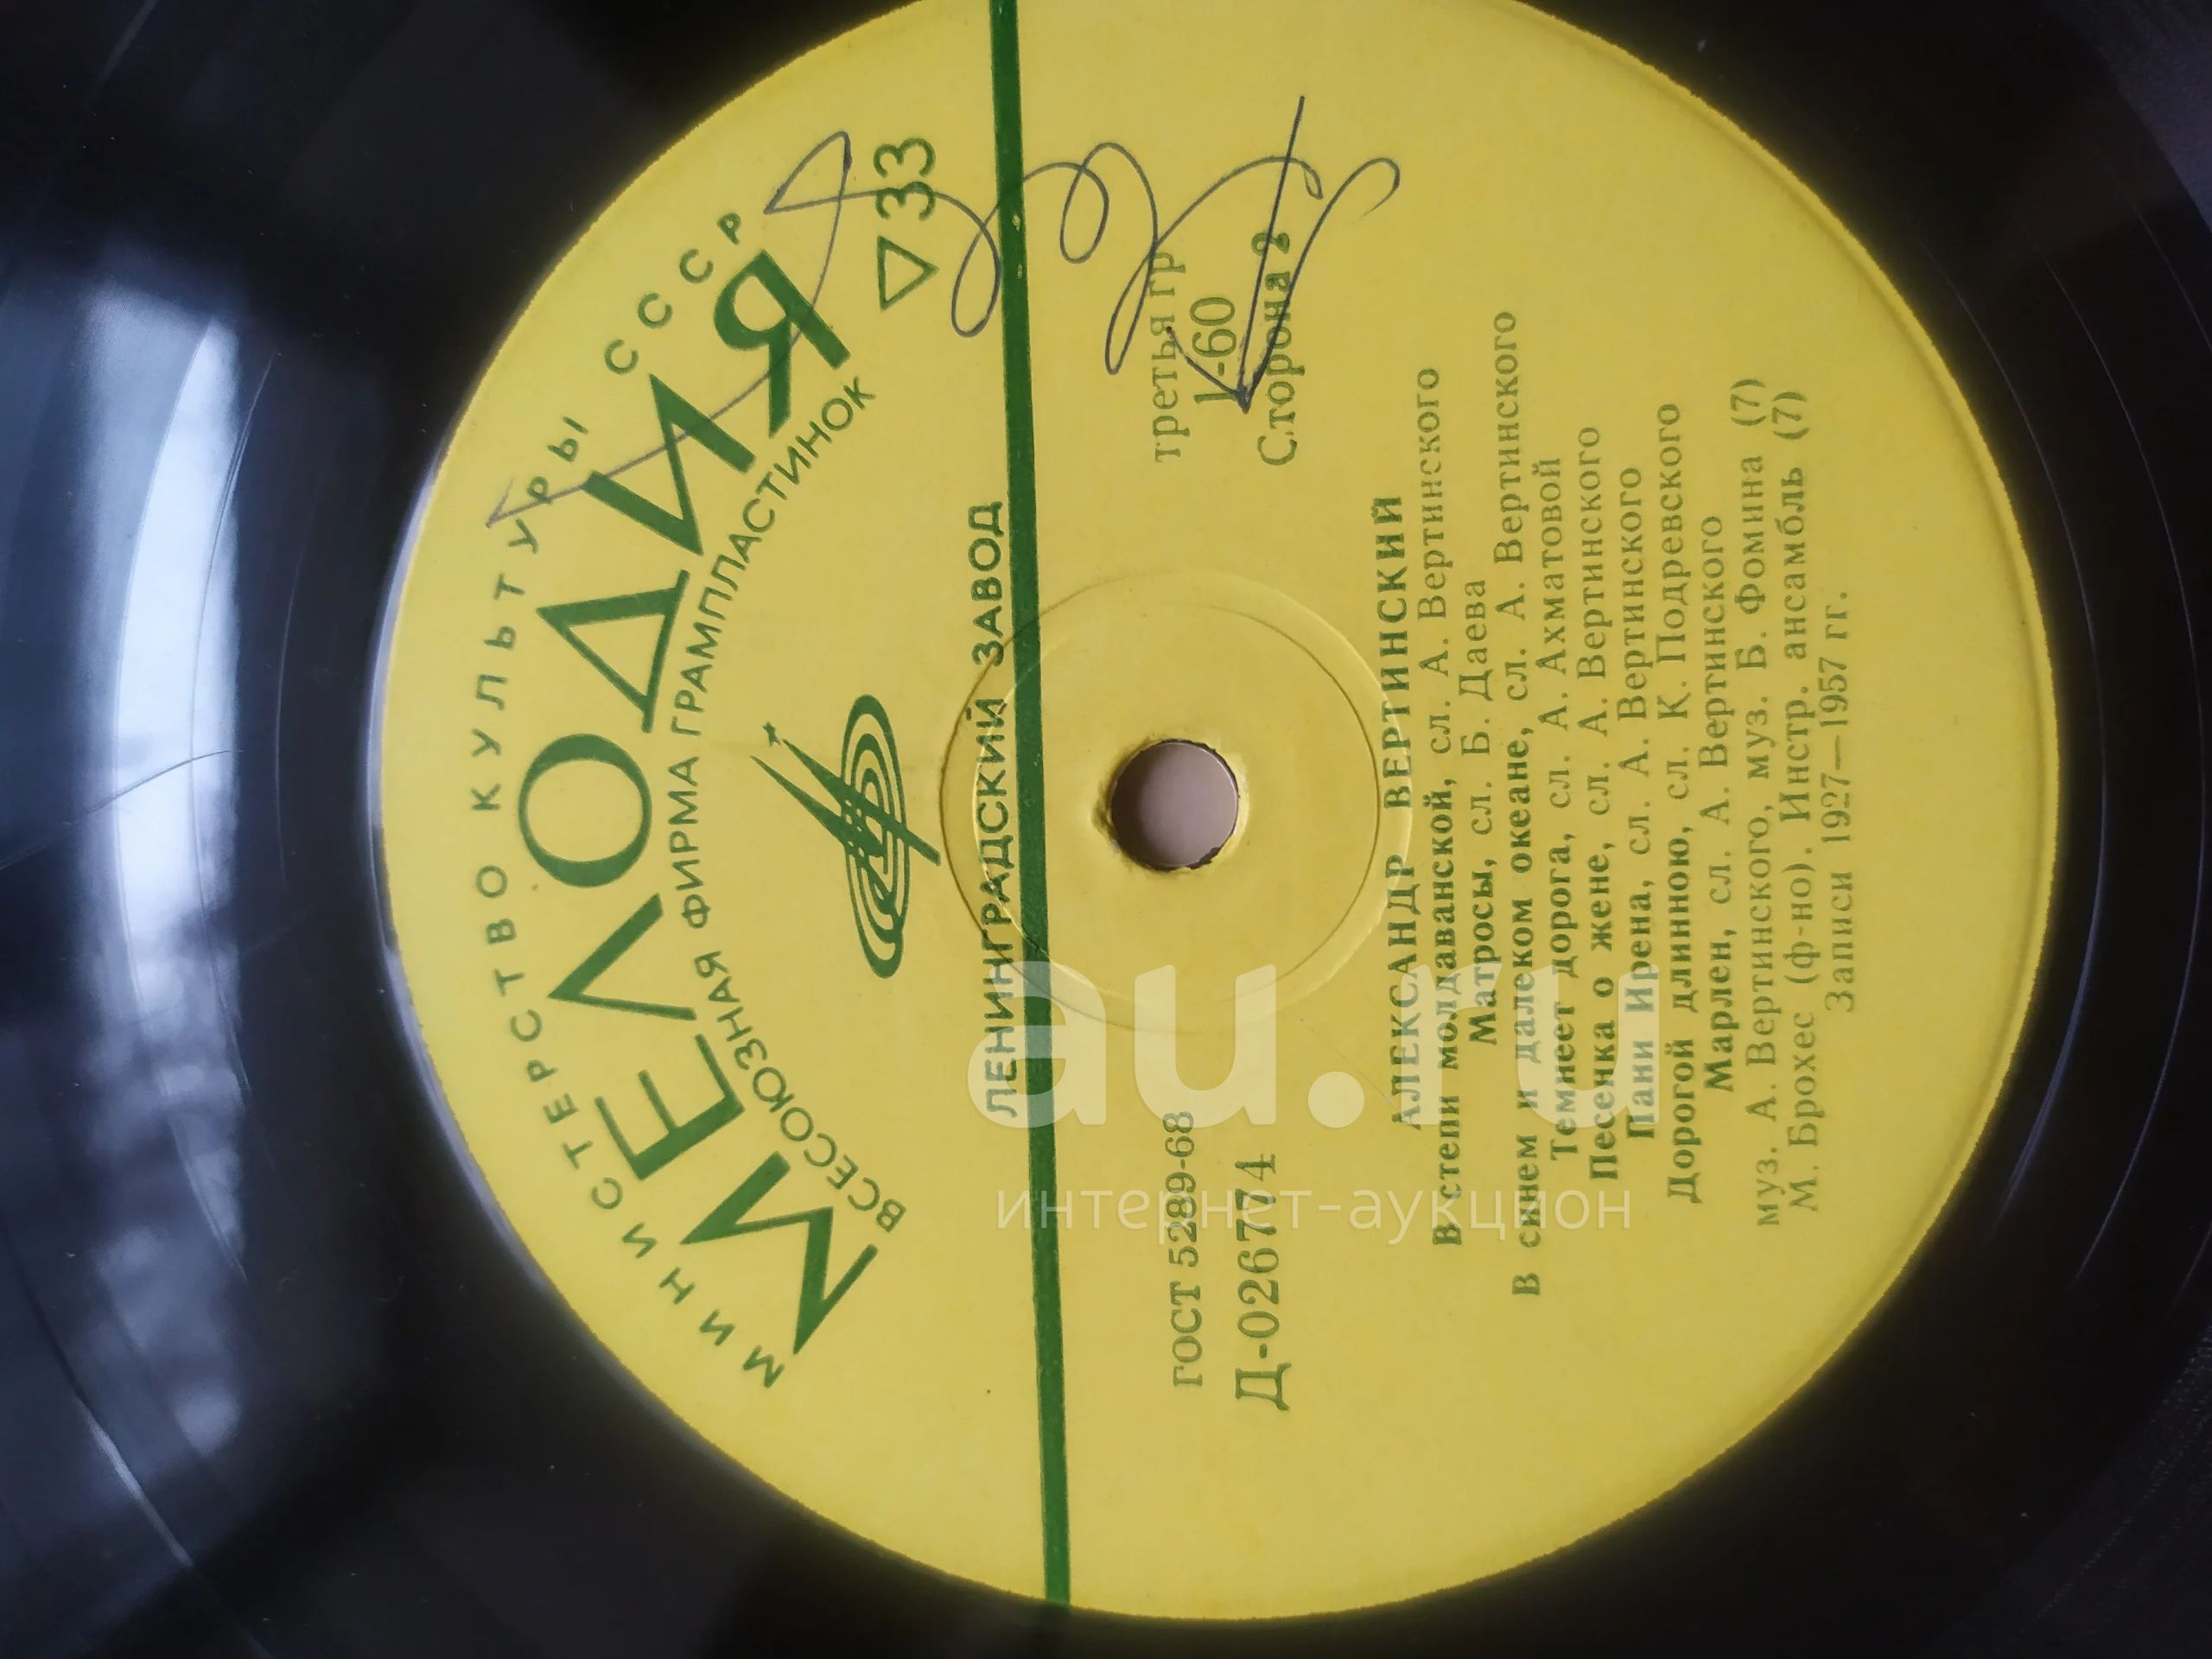 МИНИСТЕРСТВО КУЛЬТУРЫ СССР
МЕЛОДИЯ
ВСЕСОЮЗНАЯ ФИРМА ГРАМПЛАСТИНОК
33
ЛЕНИНГРАДСКИЙ ЗАВОД
ГОСТ 5289-68
третья гр
Д-026774
1-60
Сторона 2
АЛЕКСАНДР ВЕРТИНСКИЙ
В степи молдаванской, сл. А. Вертинского
Матросы, сл. Б. Даева
В синем и далеком океане, сл. А. Вертинского
Темнеет дорога, сл. А. Ахматовой
Песенка о жене, сл. А. Вертинского
Пани Ирена, сл. А. Вертинского
Дорогой длинною, сл. К. Подревского
Марлен, сл. А. Вертинского
муз. А. Вертинского, муз. Б. Фомина (7)
М. Брохес (ф-но). Инстр. ансамбль (7)
Записи 1927—1957 гг.
au.ru
интернет-аукцион